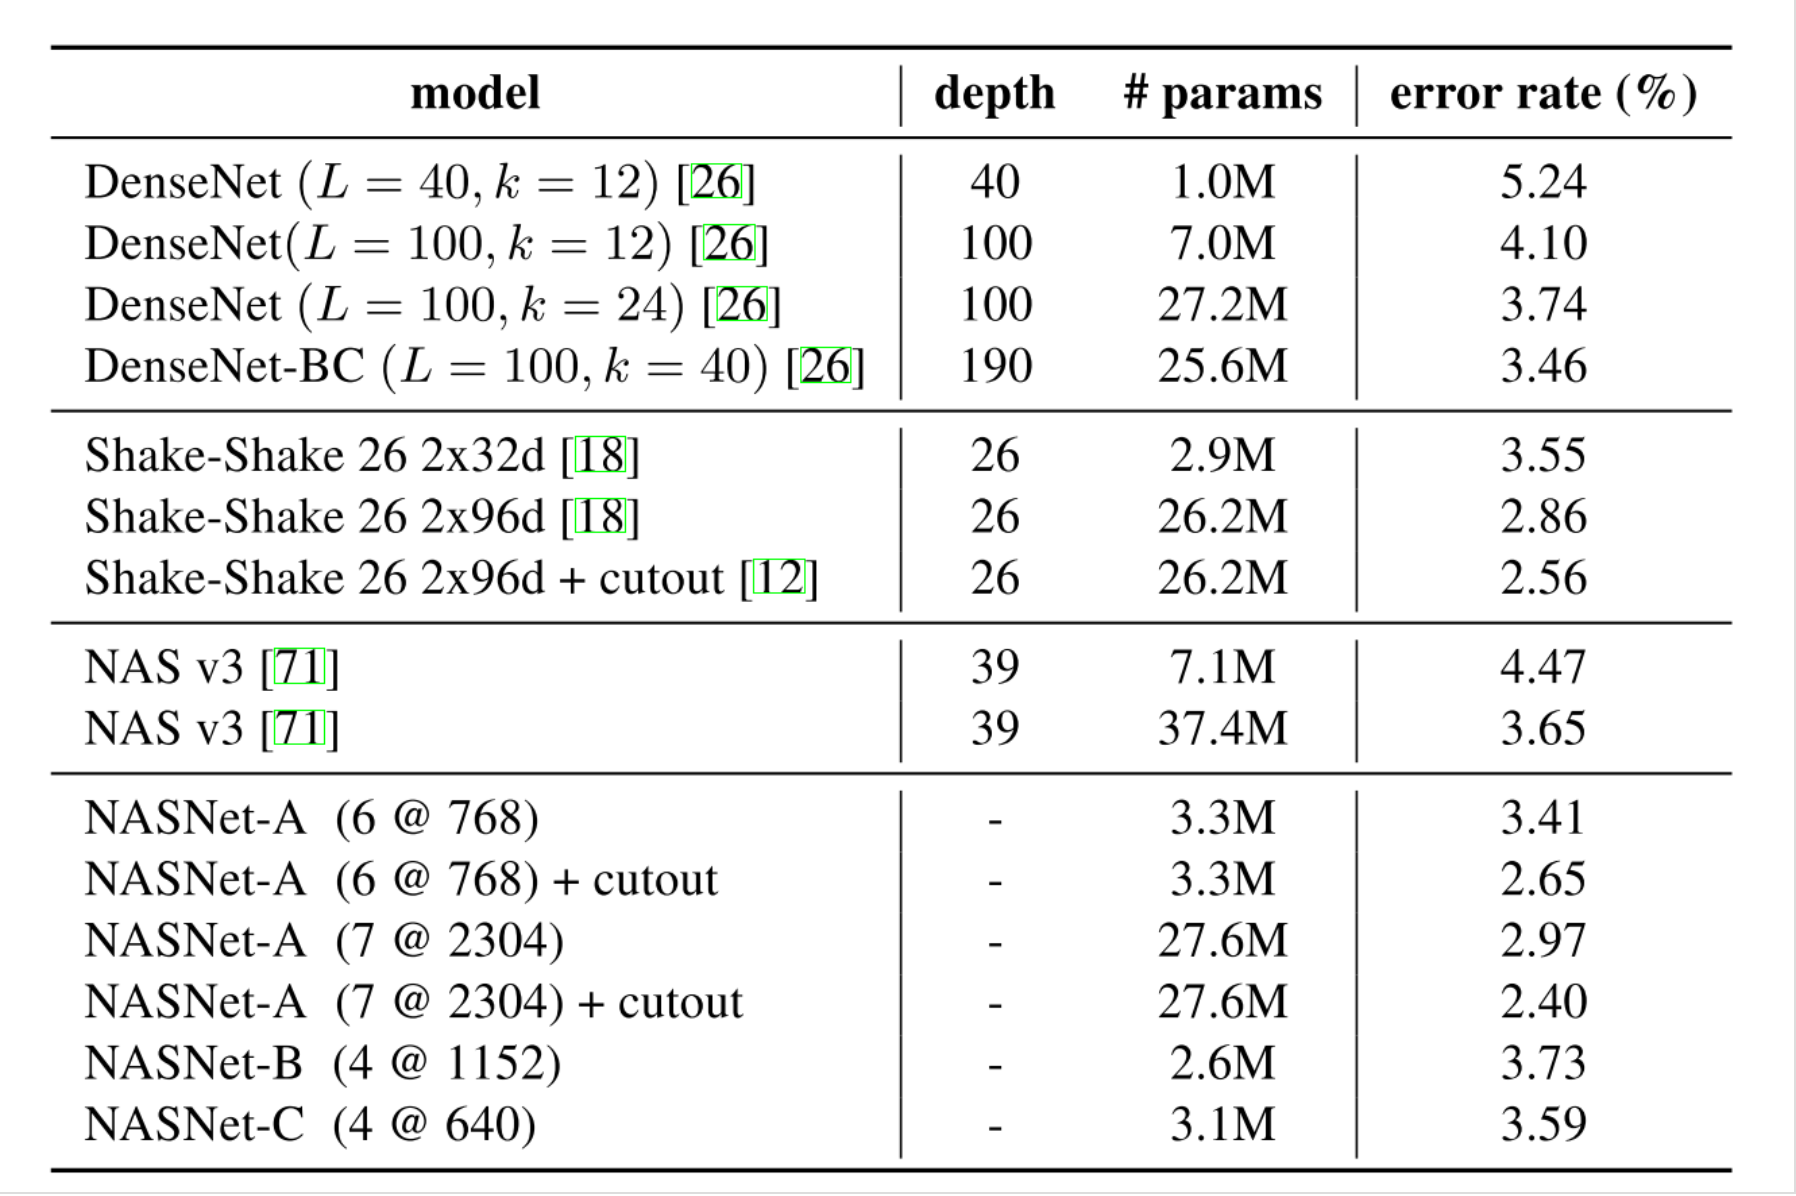 model depth # params error rate (%)
DenseNet (L = 40, k = 12) [26] 40 1.0M 5.24
DenseNet(L = 100, k = 12) [26] 100 7.0M 4.10
DenseNet (L = 100, k = 24) [26] 100 27.2M 3.74
DenseNet-BC (L = 100, k = 40) [26] 190 25.6M 3.46
Shake-Shake 26 2x32d [18] 26 2.9M 3.55
Shake-Shake 26 2x96d [18] 26 26.2M 2.86
Shake-Shake 26 2x96d + cutout [12] 26 26.2M 2.56
NAS v3 [71] 39 7.1M 4.47
NAS v3 [71] 39 37.4M 3.65
NASNet-A (6 @ 768) - 3.3M 3.41
NASNet-A (6 @ 768) + cutout - 3.3M 2.65
NASNet-A (7 @ 2304) - 27.6M 2.97
NASNet-A (7 @ 2304) + cutout - 27.6M 2.40
NASNet-B (4 @ 1152) - 2.6M 3.73
NASNet-C (4 @ 640) - 3.1M 3.59